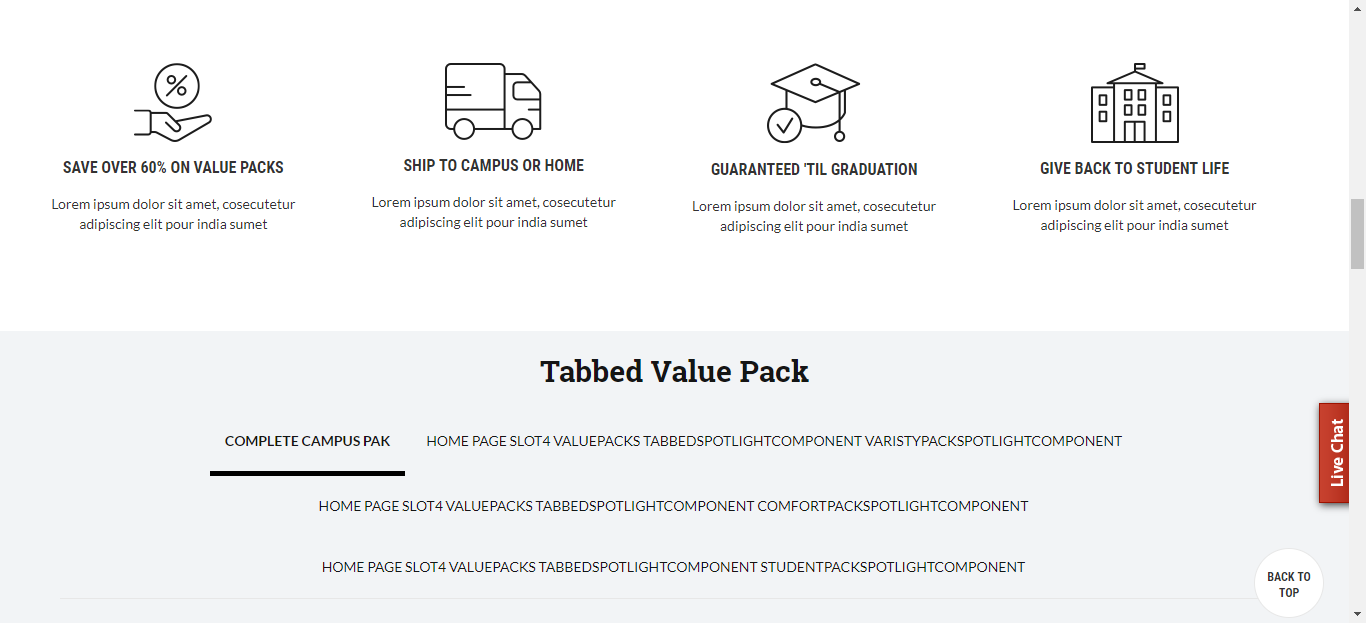 SAVE OVER 60% ON VALUE PACKS
Lorem ipsum dolor sit amet, cosecutetur
adipiscing elit pour india sumet
SHIP TO CAMPUS OR HOME
Lorem ipsum dolor sit amet, cosecutetur
adipiscing elit pour india sumet
GUARANTEED 'TIL GRADUATION
Lorem ipsum dolor sit amet, cosecutetur
adipiscing elit pour india sumet
GIVE BACK TO STUDENT LIFE
Lorem ipsum dolor sit amet, cosecutetur
adipiscing elit pour india sumet
Tabbed Value Pack
COMPLETE CAMPUS PAK
HOME PAGE SLOT4 VALUEPACKS TABBEDSPOTLIGHTCOMPONENT VARISTYPACKSPOTLIGHTCOMPONENT
HOME PAGE SLOT4 VALUEPACKS TABBEDSPOTLIGHTCOMPONENT COMFORTPACKSPOTLIGHTCOMPONENT
HOME PAGE SLOT4 VALUEPACKS TABBEDSPOTLIGHTCOMPONENT STUDENTPACKSPOTLIGHTCOMPONENT
Live Chat
BACK TO
TOP